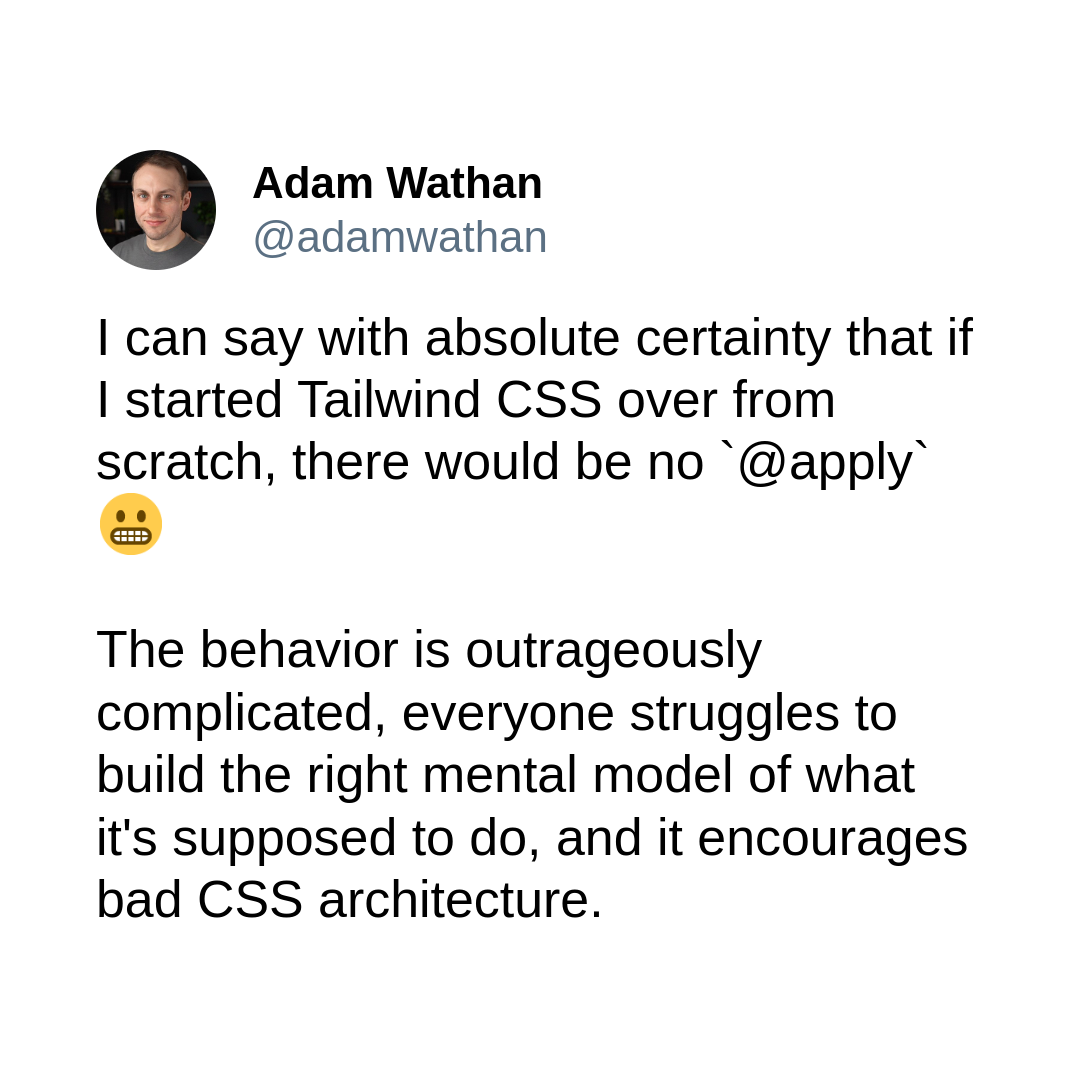 Adam Wathan
@adamwathan
I can say with absolute certainty that if
I started Tailwind CSS over from
scratch, there would be no `@apply`
😬
The behavior is outrageously
complicated, everyone struggles to
build the right mental model of what
it's supposed to do, and it encourages
bad CSS architecture.